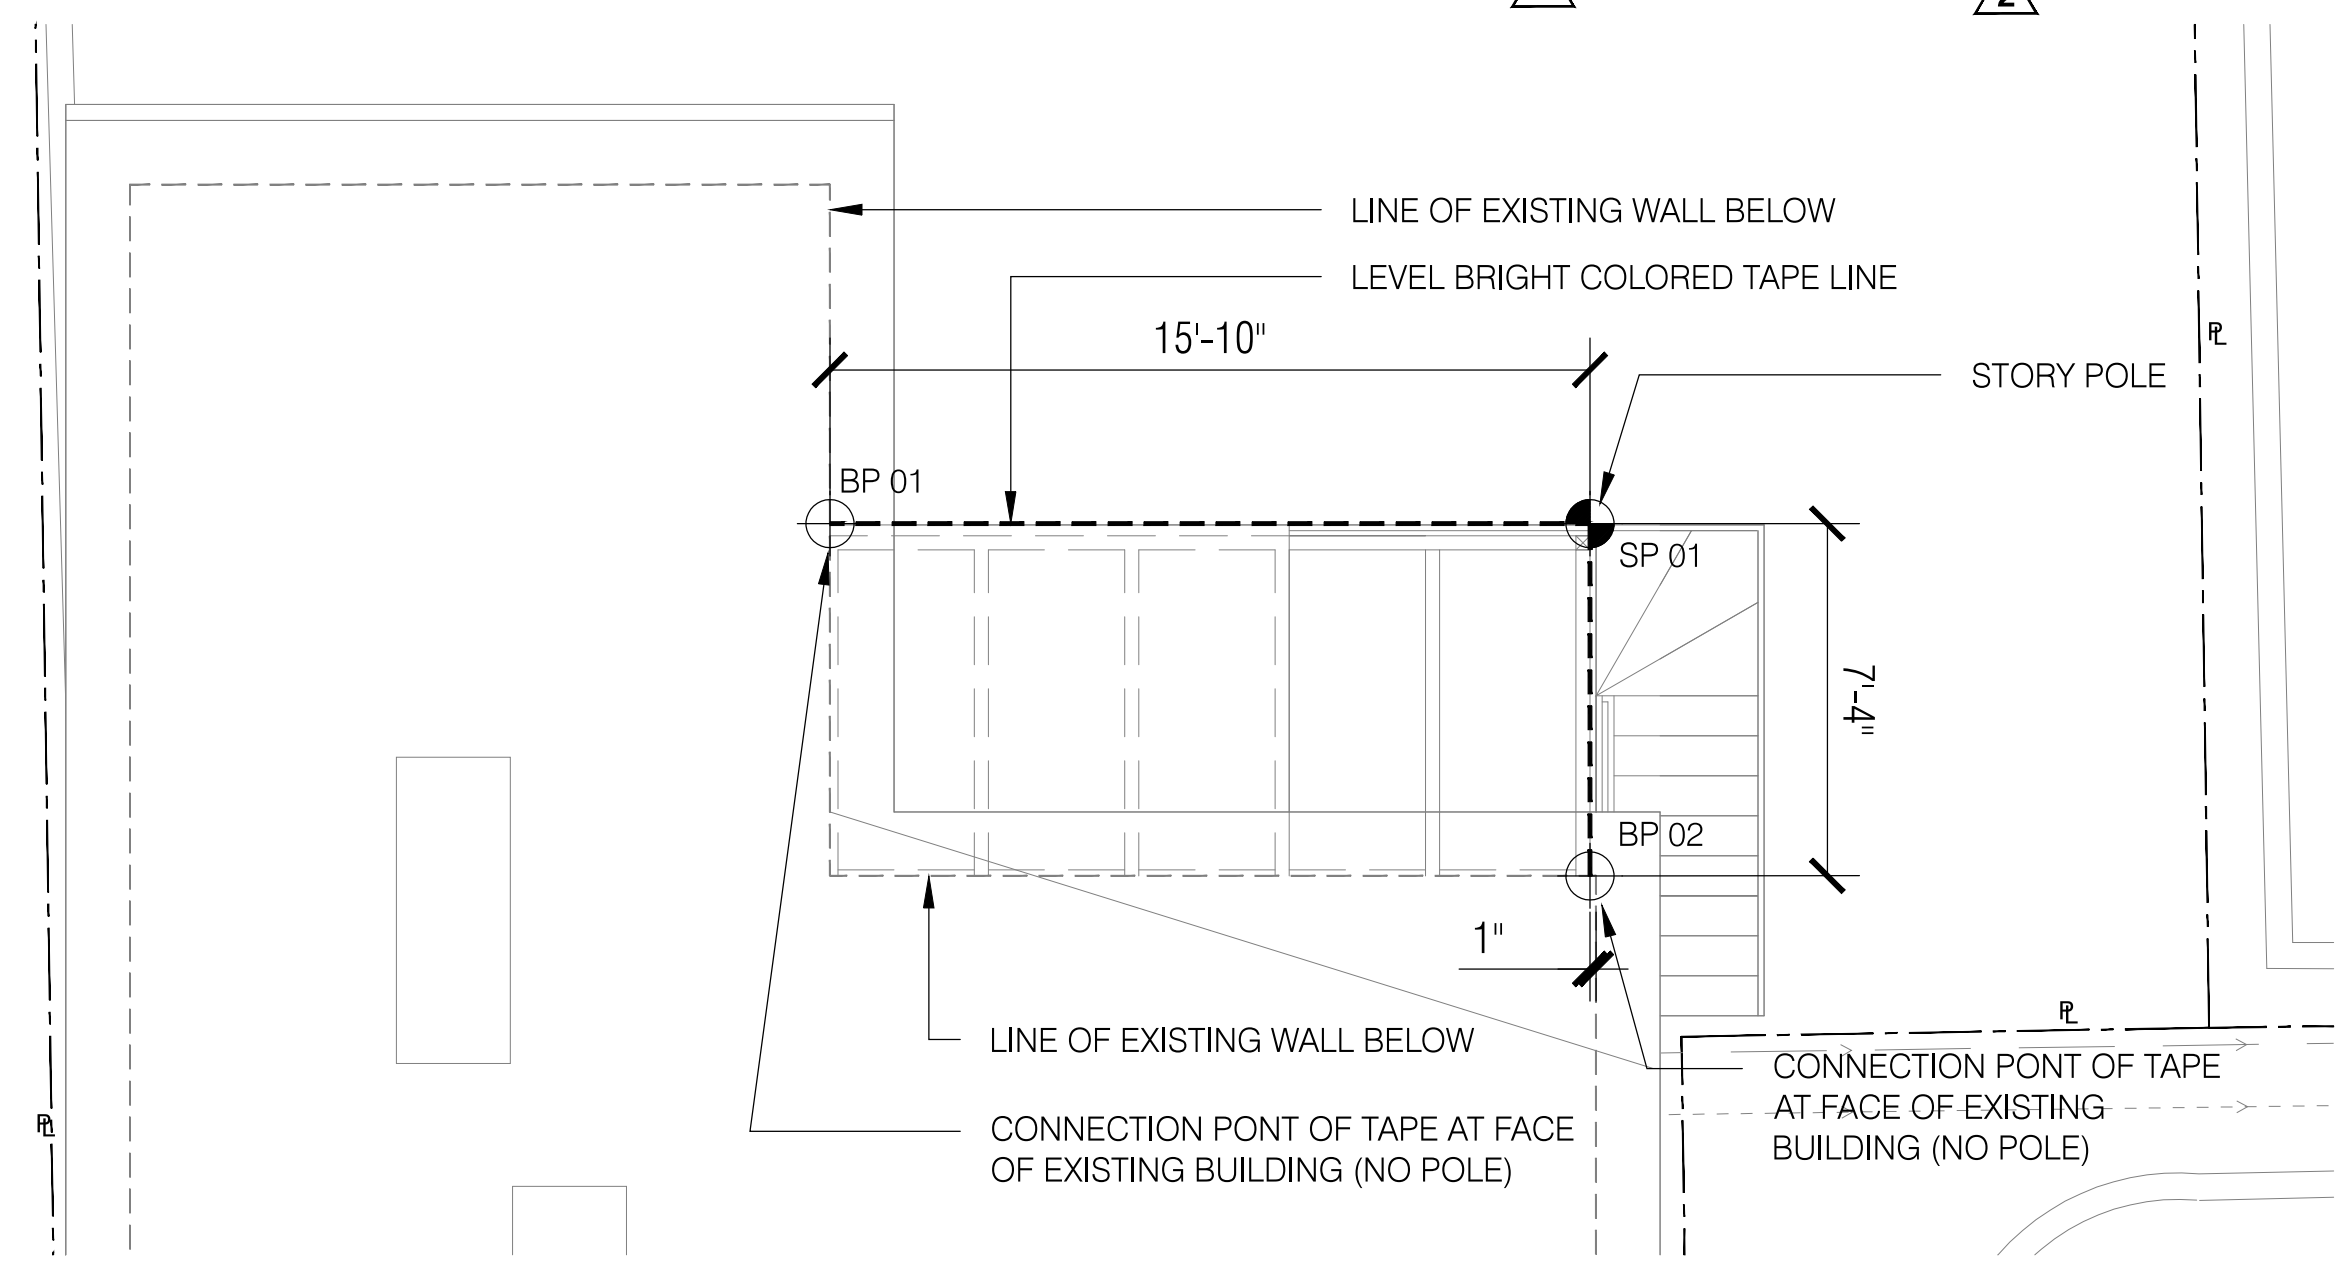 2
LINE OF EXISTING WALL BELOW
LEVEL BRIGHT COLORED TAPE LINE
15'-10"
PL
STORY POLE
BP 01
SP 01
7'-4"
BP 02
1"
PL
LINE OF EXISTING WALL BELOW
CONNECTION PONT OF TAPE
AT FACE OF EXISTING
BUILDING (NO POLE)
PL
CONNECTION PONT OF TAPE AT FACE
OF EXISTING BUILDING (NO POLE)